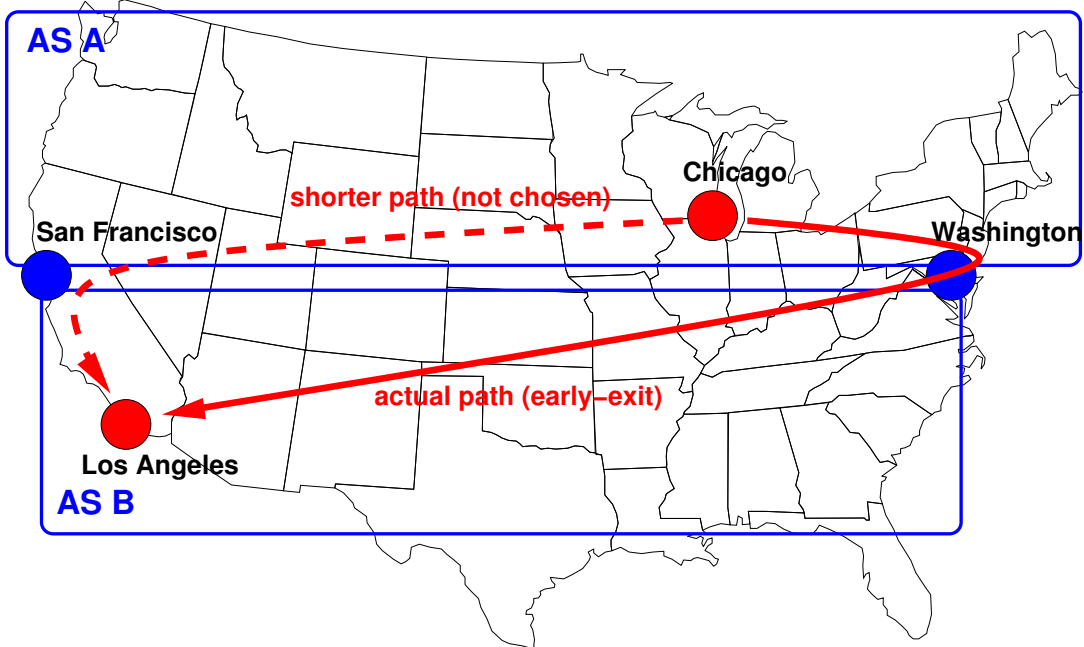 AS A
Chicago
shorter path (not chosen)
San Francisco
Washington
actual path (early−exit)
Los Angeles
AS B